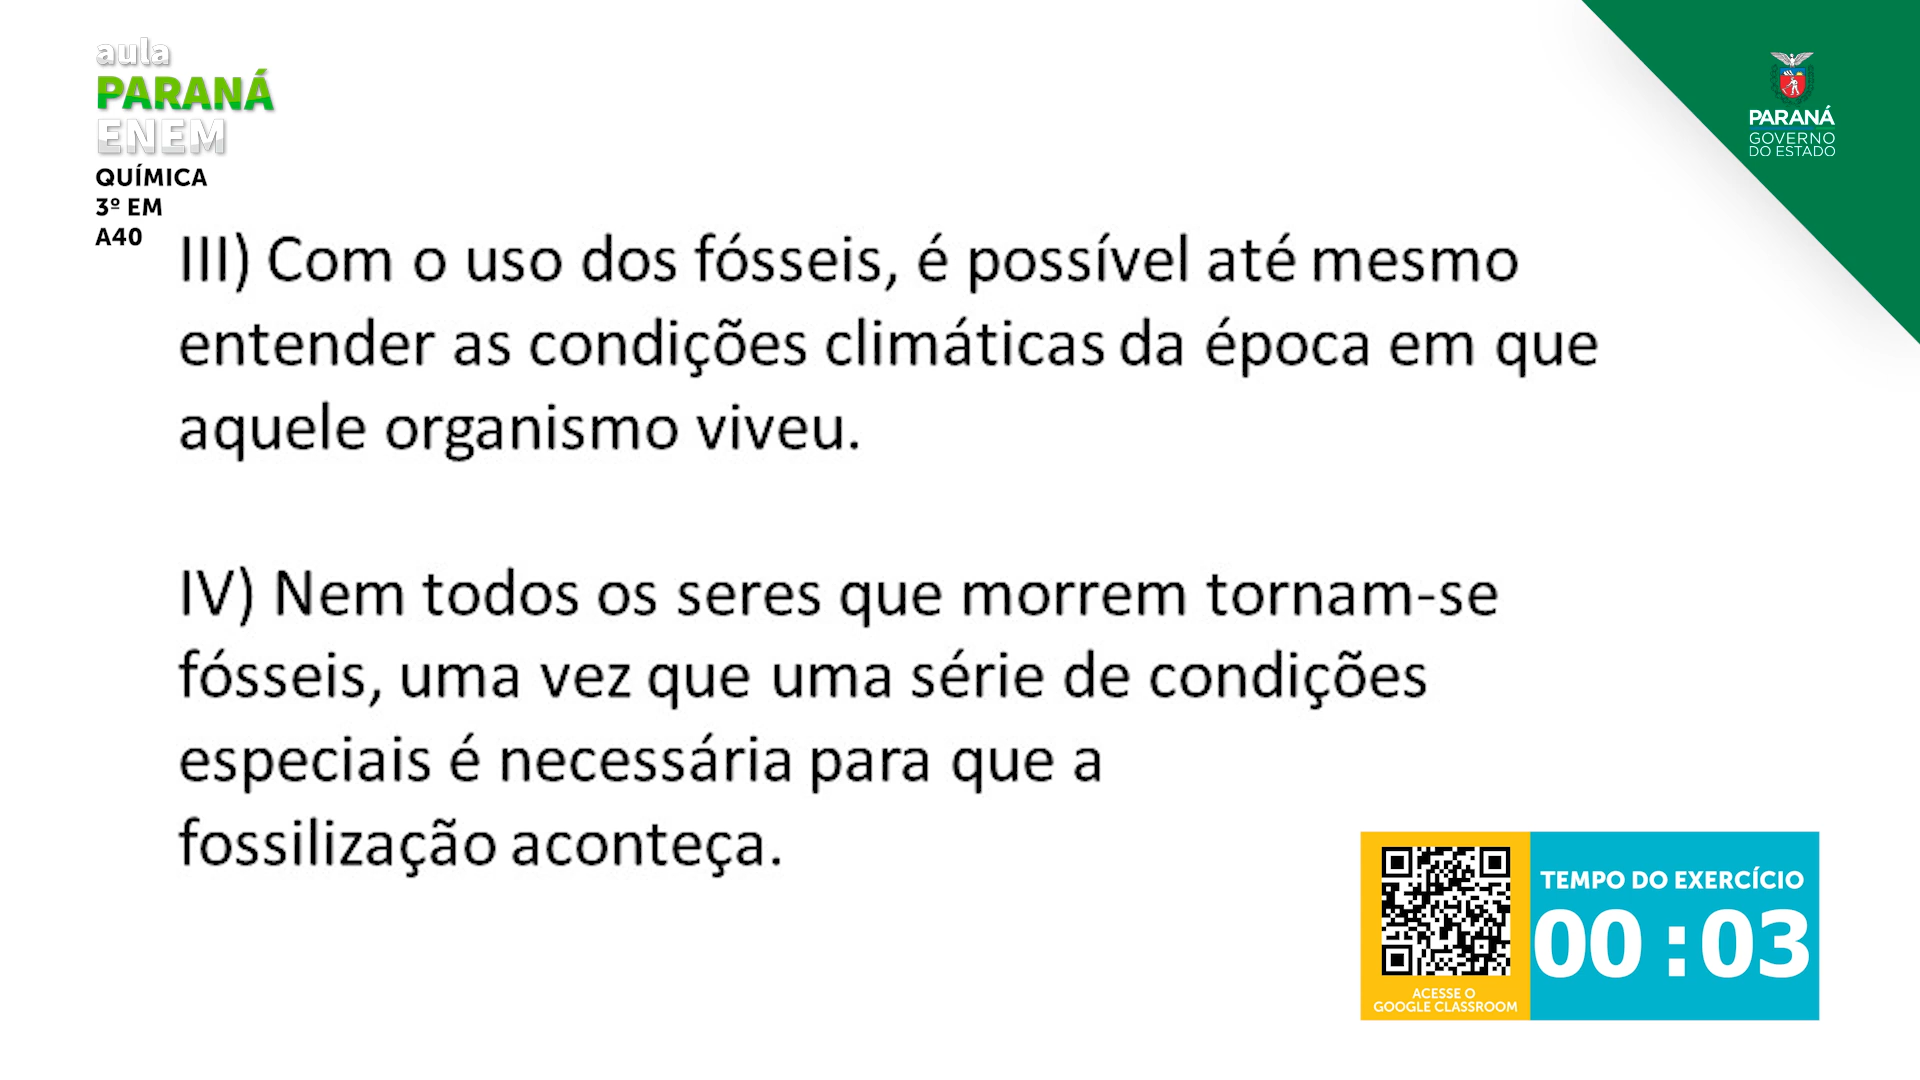 aula
PARANÁ
ENEM
QUÍMICA
3º EM
A40
PARANÁ
GOVERNO
DO ESTADO
III) Com o uso dos fósseis, é possível até mesmo
entender as condições climáticas da época em que
aquele organismo viveu.
IV) Nem todos os seres que morrem tornam-se
fósseis, uma vez que uma série de condições
especiais é necessária para que a
fossilização aconteça.
ACESSE O
GOOGLE CLASSROOM
TEMPO DO EXERCÍCIO
00:03